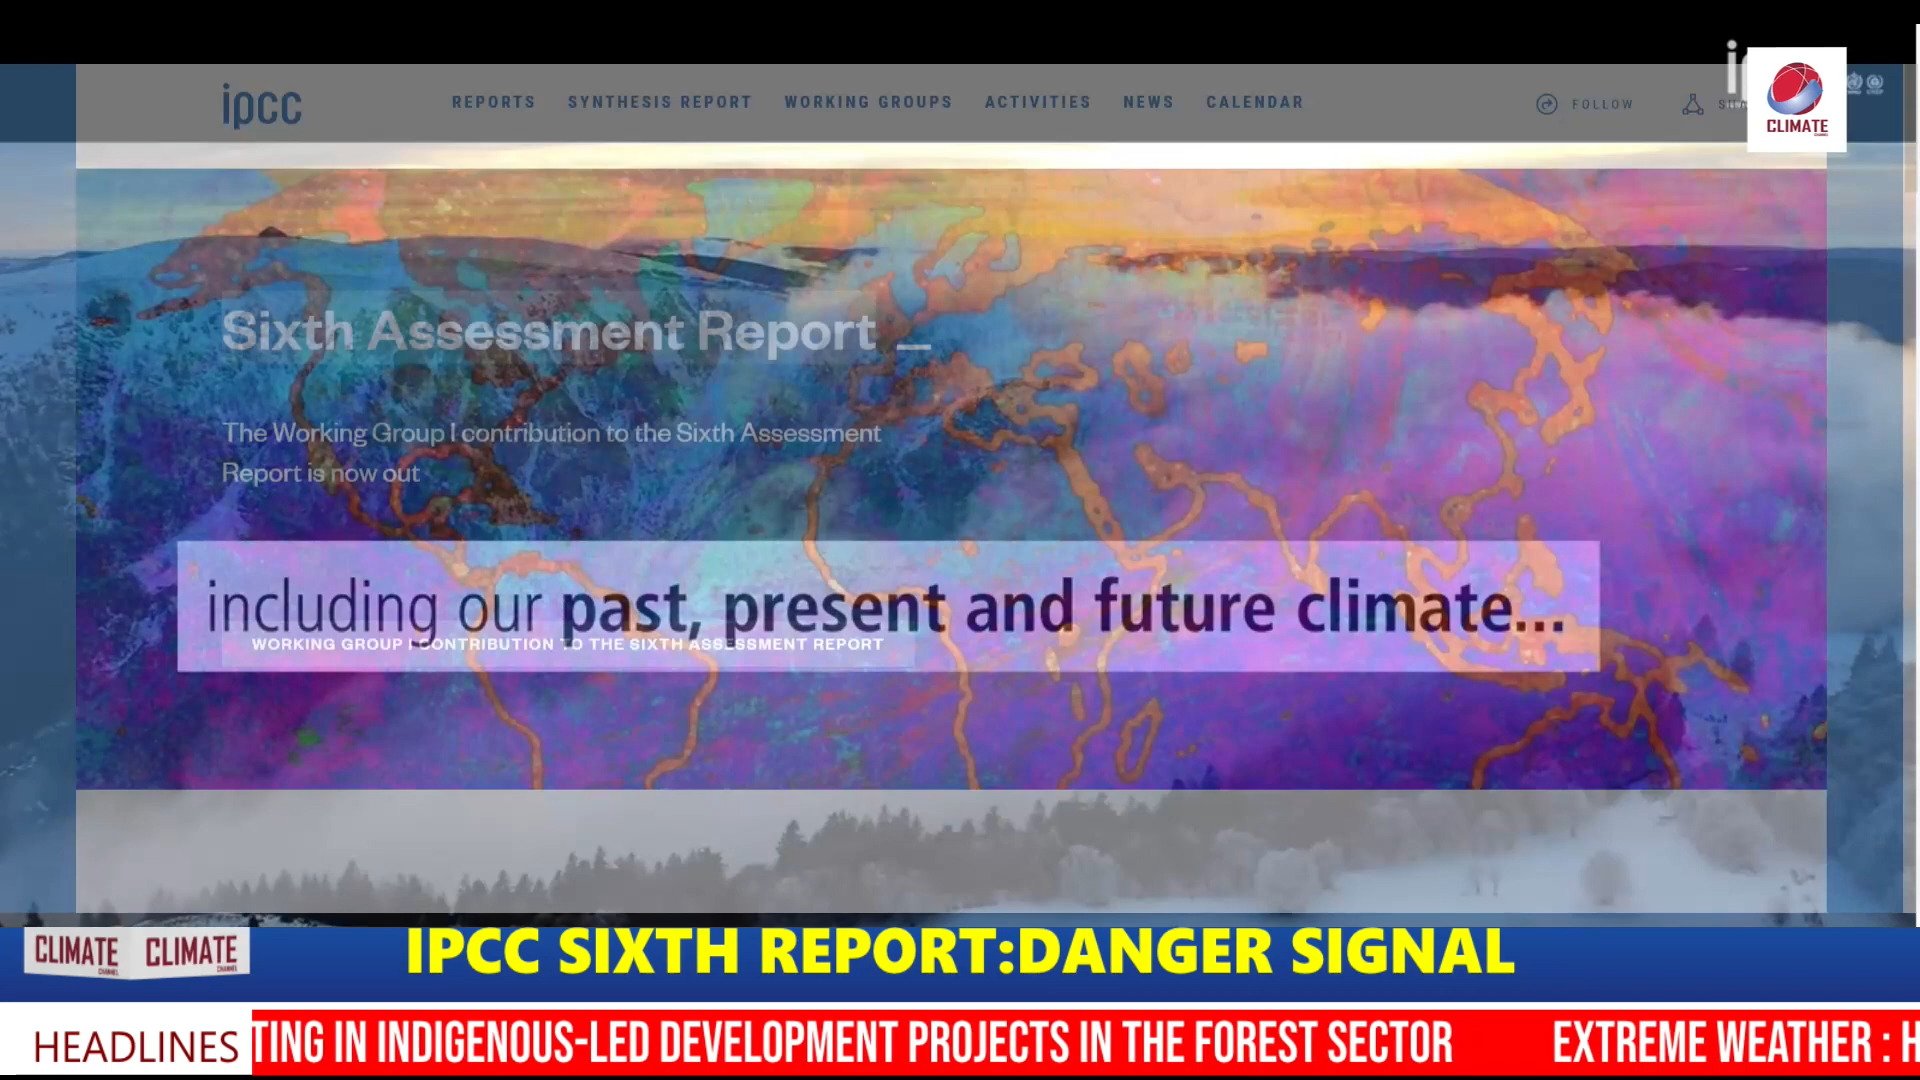 ipcc
REPORTS SYNTHESIS REPORT WORKING GROUPS ACTIVITIES NEWS CALENDAR
FOLLOW
CLIMATE
Sixth Assessment Report
The Working Group I contribution to the Sixth Assessment
Report is now out
including our past, present and future climate...
WORKING GROUP I CONTRIBUTION TO THE SIXTH ASSESSMENT REPORT
CLIMATE CLIMATE
CHANNEL CHANNEL
IPCC SIXTH REPORT:DANGER SIGNAL
HEADLINES
TING IN INDIGENOUS-LED DEVELOPMENT PROJECTS IN THE FOREST SECTOR EXTREME WEATHER : H